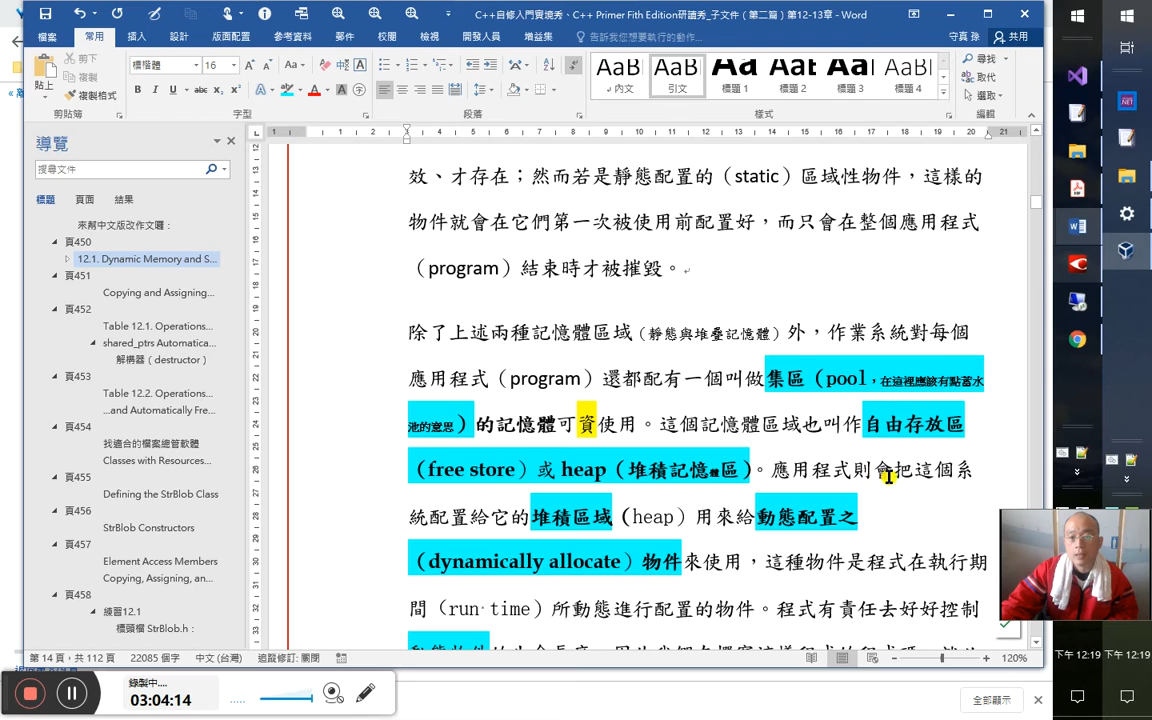 C++自修入門實境秀、C++ Primer Fith Edition研讀秀_子文件（第二篇）第12-13章 - Word
檔案 常用 插入 設計 版面配置 參考資料 郵件 校閱 檢視 開發人員 增益集 告訴我您想要執行的動作... 守真 孫 共用
貼上 剪下 複製 複製格式
標楷體 16
B I U abc x₂ x²
AaB AaBl AaB AaBl AaB AaBl
內文 引文 標題 1 標題 2 標題 3 標題 4
尋找 取代 選取
剪貼簿 字型 段落 樣式 編輯
導覽
搜尋文件
標題 頁面 結果
來幫中文版改作文囉：
頁450
12.1. Dynamic Memory and S...
頁451
Copying and Assigning...
頁452
Table 12.1. Operations...
shared_ptrs Automatica...
解構器（destructor）
頁453
Table 12.2. Operations...
...and Automatically Fre...
頁454
找適合的檔案總管軟體
Classes with Resources...
頁455
Defining the StrBlob Class
頁456
StrBlob Constructors
頁457
Element Access Members
Copying, Assigning, an...
頁458
練習12.1
標頭檔 StrBlob.h：
效、才存在；然而若是靜態配置的（static）區域性物件，這樣的
物件就會在它們第一次被使用前配置好，而只會在整個應用程式
（program）結束時才被摧毀。
除了上述兩種記憶體區域（靜態與堆疊記憶體）外，作業系統對每個
應用程式（program）還都配有一個叫做集區（pool，在這裡應該有點蓄水
池的意思）的記憶體可資使用。這個記憶體區域也叫作自由存放區
（free store）或 heap（堆積記憶體區）。應用程式則會把這個系
統配置給它的堆積區域（heap）用來給動態配置之
（dynamically allocate）物件來使用，這種物件是程式在執行期
間（run time）所動態進行配置的物件。程式有責任去好好控制
第 14 頁，共 112 頁 22085 個字 中文 (台灣) 追蹤修訂: 關閉 120%
錄製中...
03:04:14
全部顯示
下午 12:19 下午 12:19